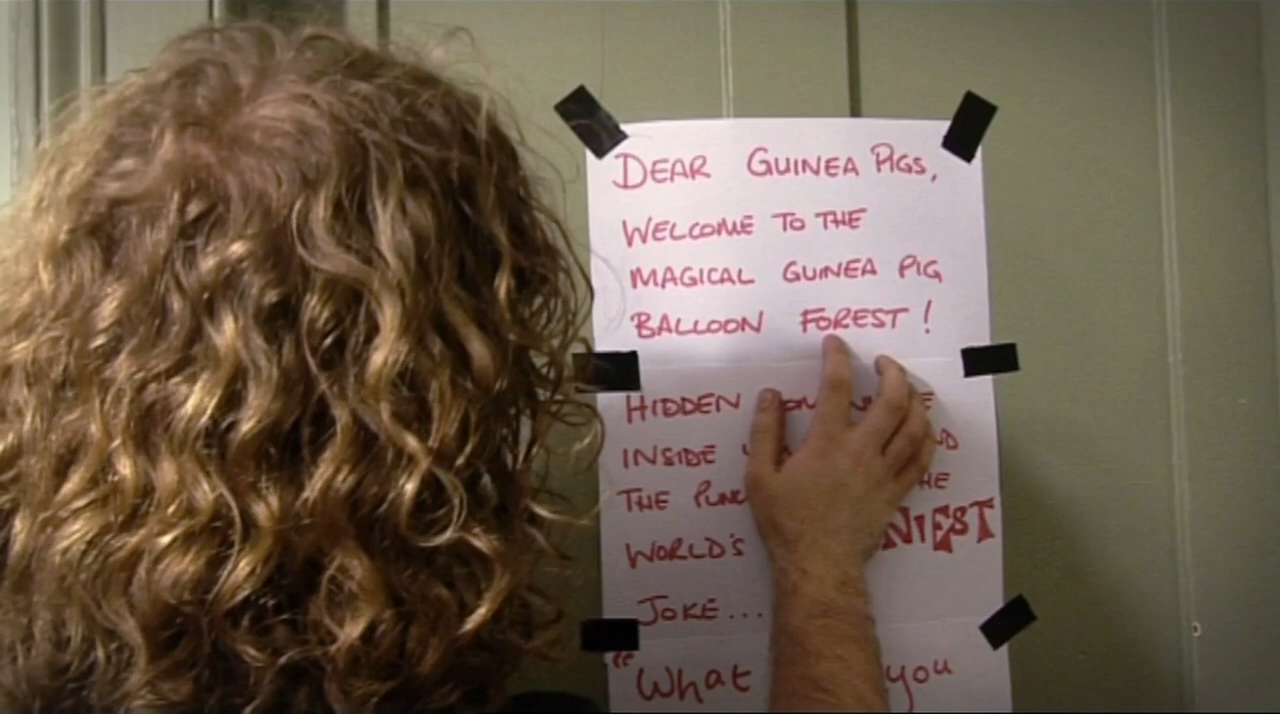 DEAR GUINEA PIGS,
WELCOME TO THE
MAGICAL GUINEA PIG
BALLOON FOREST!
HIDDEN
INSIDE
THE
WORLD'S
JOKE...
"What you